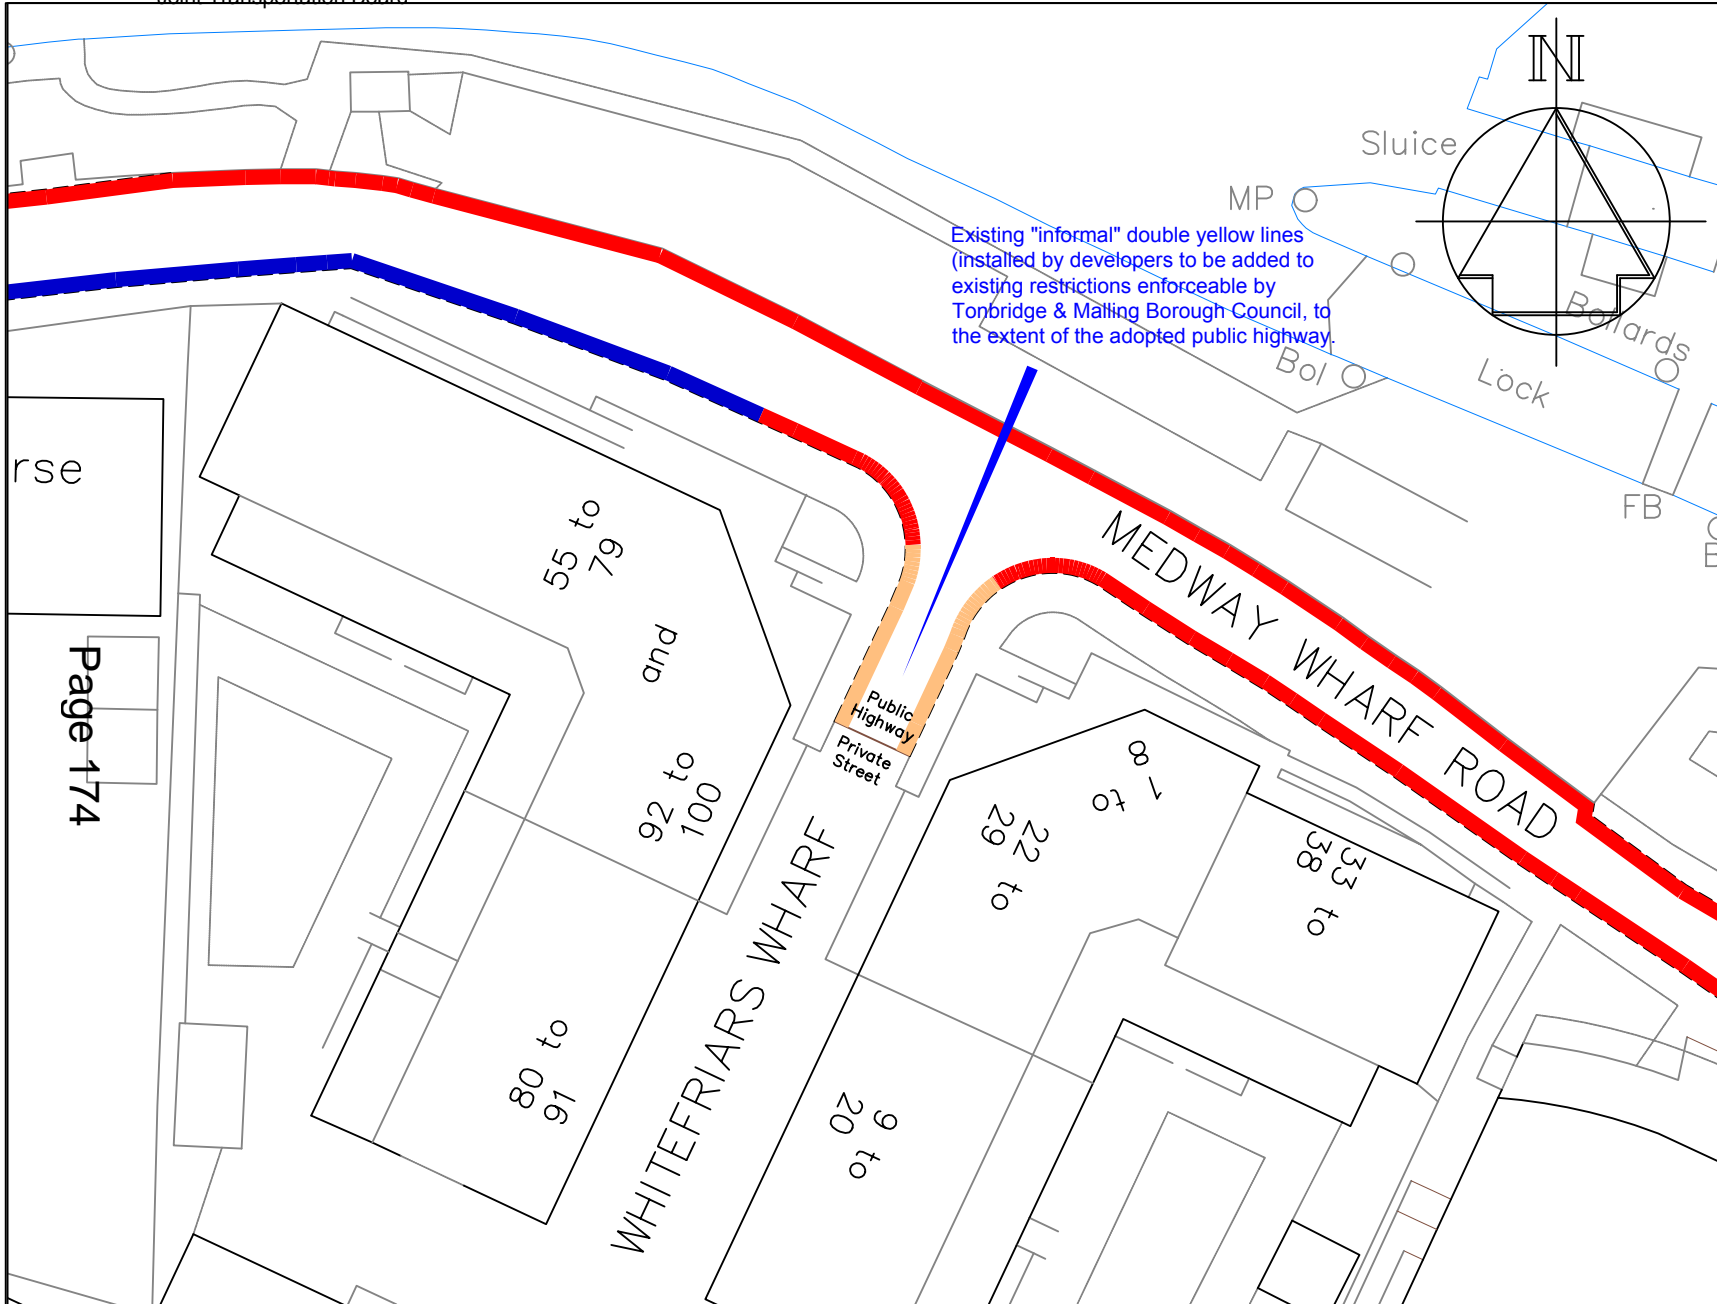 Joint Transportation Board
N
Sluice
MP
Existing "informal" double yellow lines
(installed by developers to be added to
existing restrictions enforceable by
Tonbridge & Malling Borough Council, to
the extent of the adopted public highway.
Bollards
Bol
Lock
FB
rse
55 to
79
and
92 to
100
80 to
91
MEDWAY WHARF ROAD
Public
Highway
Private
Street
WHITEFRIARS WHARF
1 to
8
22 to
29
33 to
38
9 to
20
Page 174